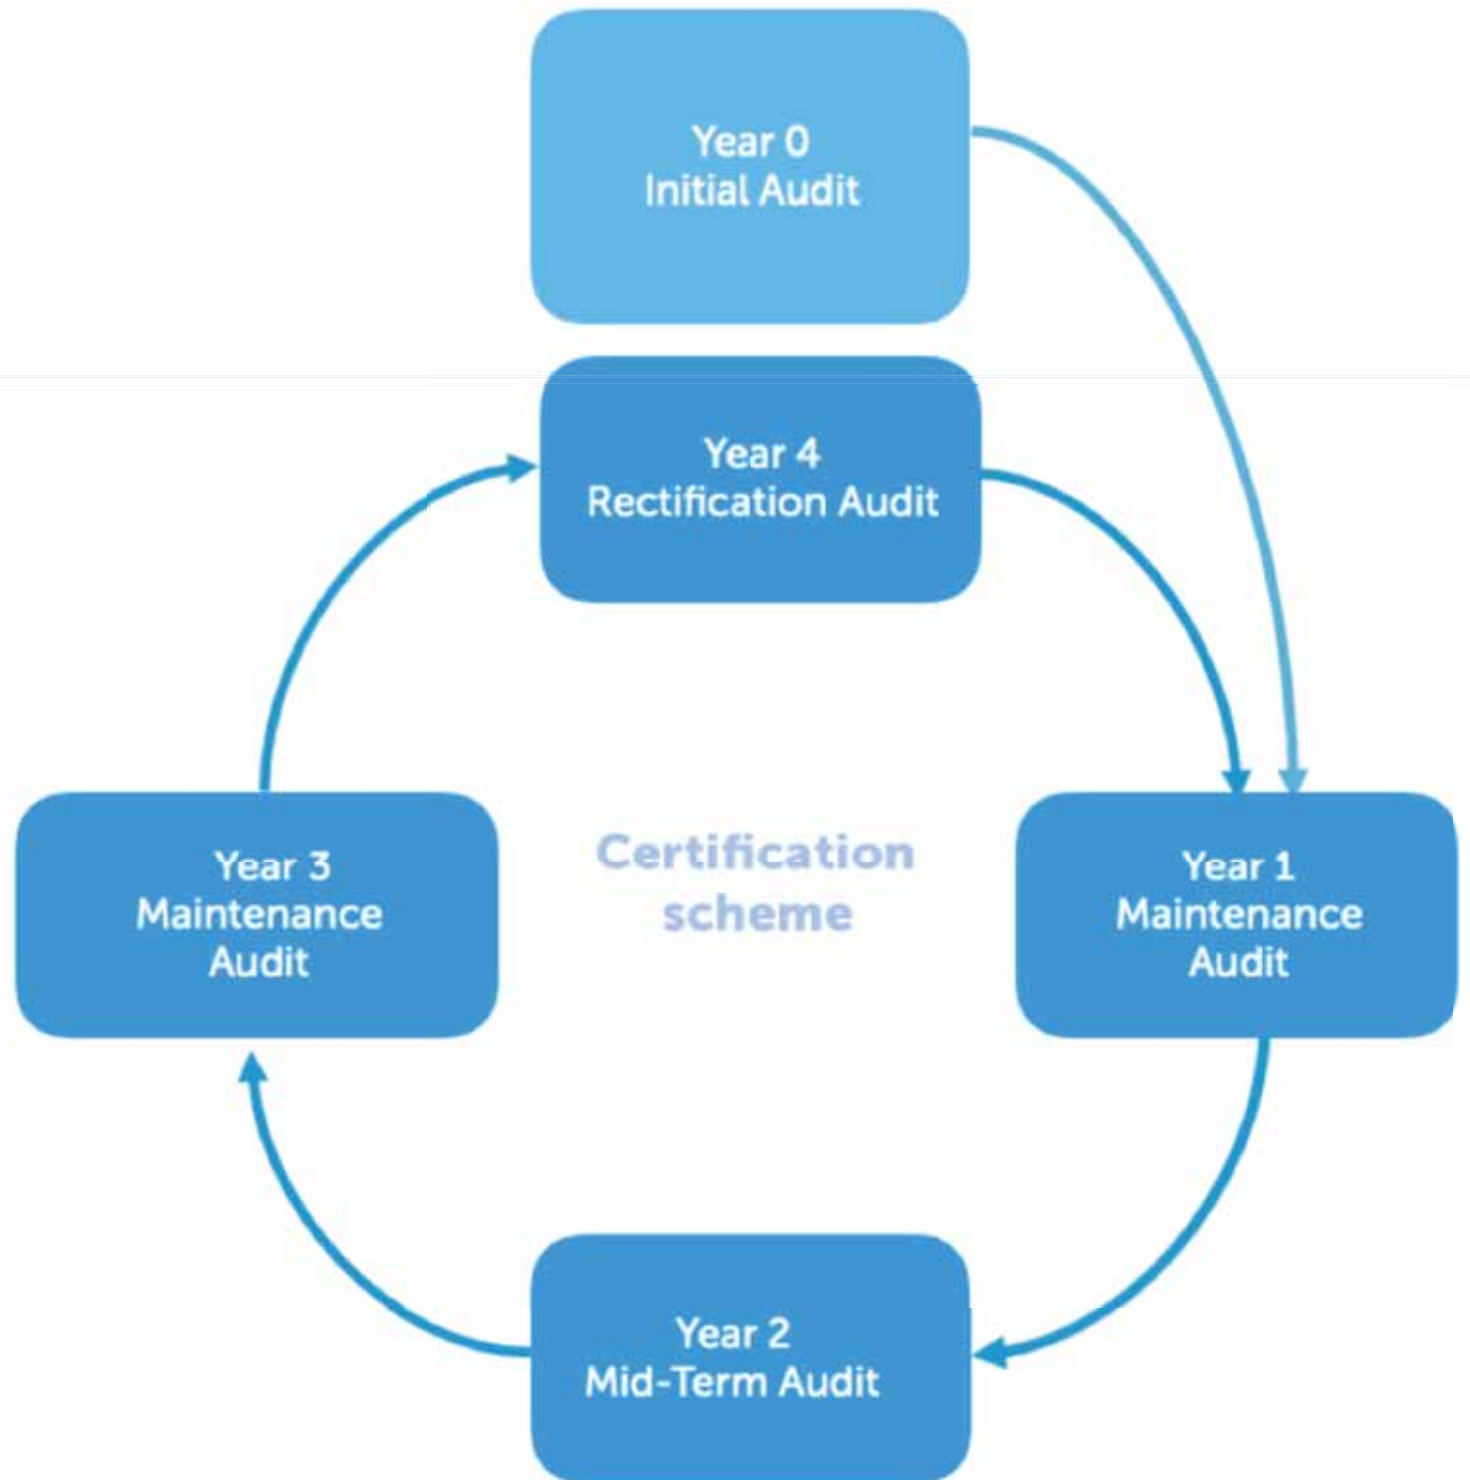 Year 0
Initial Audit
Year 4
Rectification Audit
Certification
scheme
Year 3
Maintenance
Audit
Year 1
Maintenance
Audit
Year 2
Mid-Term Audit